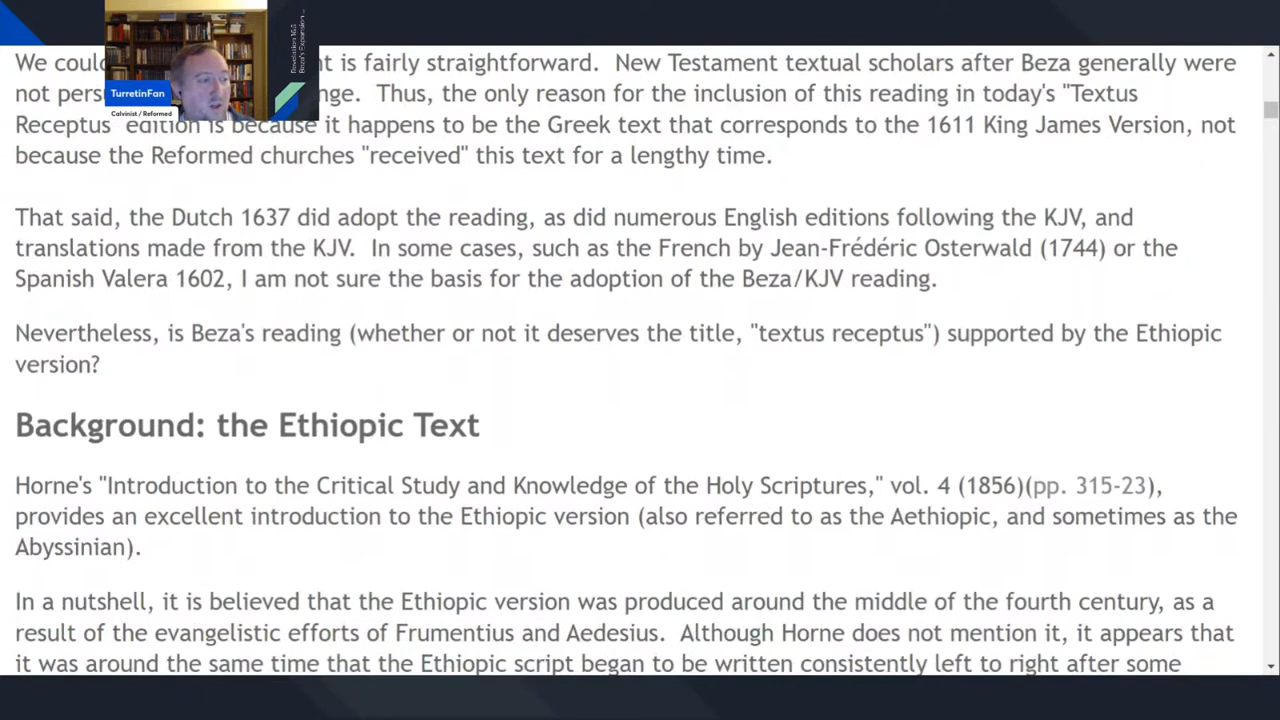 We could
t is fairly straightforward. New Testament textual scholars after Beza generally were
not pers
nge. Thus, the only reason for the inclusion of this reading in today's "Textus
Receptus" edition is because it happens to be the Greek text that corresponds to the 1611 King James Version, not
because the Reformed churches "received" this text for a lengthy time.
TurretinFan
Calvinist / Reformed
Revelation 16:5
Beza's Expansion
That said, the Dutch 1637 did adopt the reading, as did numerous English editions following the KJV, and
translations made from the KJV. In some cases, such as the French by Jean-Frédéric Osterwald (1744) or the
Spanish Valera 1602, I am not sure the basis for the adoption of the Beza/KJV reading.
Nevertheless, is Beza's reading (whether or not it deserves the title, "textus receptus") supported by the Ethiopic
version?
Background: the Ethiopic Text
Horne's "Introduction to the Critical Study and Knowledge of the Holy Scriptures," vol. 4 (1856)(pp. 315-23),
provides an excellent introduction to the Ethiopic version (also referred to as the Aethiopic, and sometimes as the
Abyssinian).
In a nutshell, it is believed that the Ethiopic version was produced around the middle of the fourth century, as a
result of the evangelistic efforts of Frumentius and Aedesius. Although Horne does not mention it, it appears that
it was around the same time that the Ethiopic script began to be written consistently left to right after some